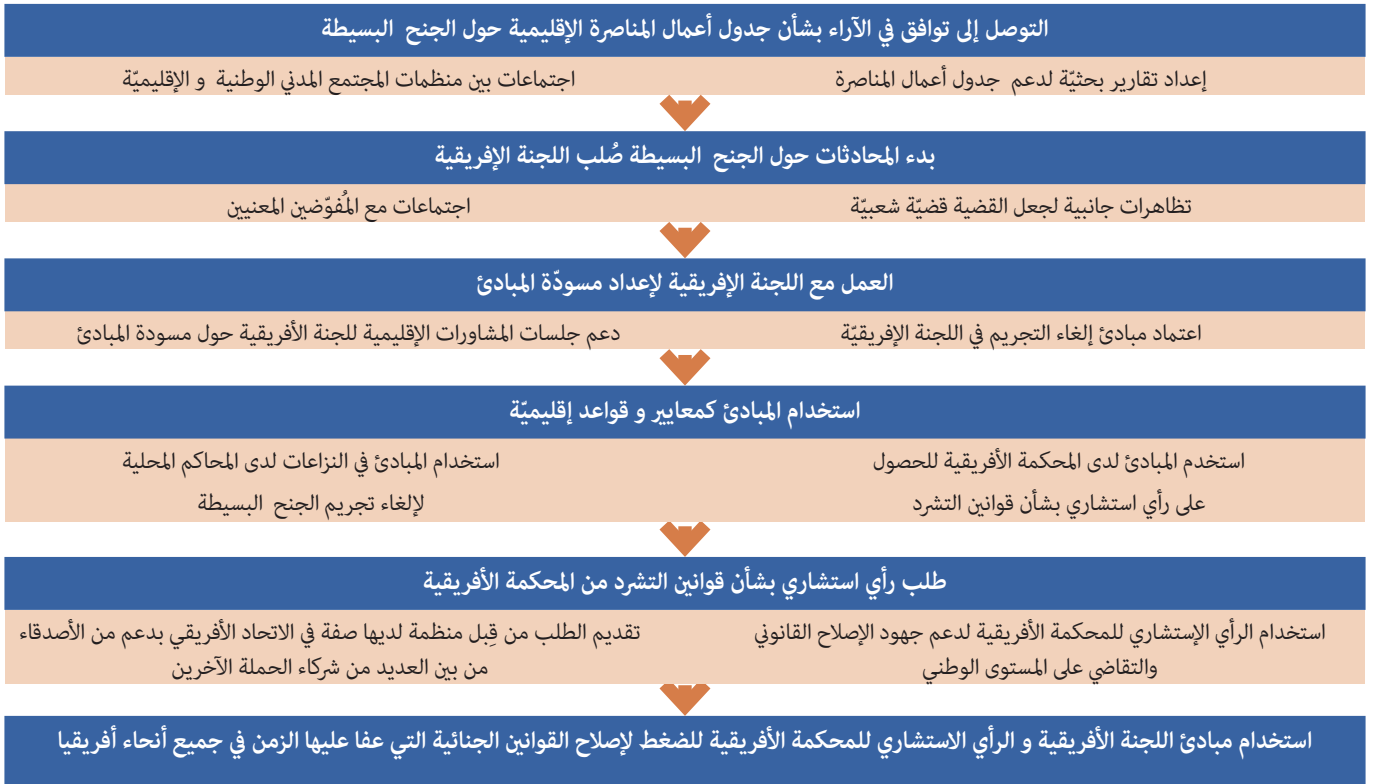 التوصل إلى توافق في الآراء بشأن جدول أعمال المناصرة الإقليمية حول الجنح البسيطة
إعداد تقارير بحثيّة لدعم جدول أعمال المناصرة
اجتماعات بين منظمات المجتمع المدني الوطنية و الإقليميّة
بدء المحادثات حول الجنح البسيطة صُلب اللجنة الإفريقية
تظاهرات جانبية لجعل القضية قضيّة شعبيّة
اجتماعات مع المُفوّضين المعنيين
العمل مع اللجنة الإفريقية لإعداد مسودّة المبادئ
اعتماد مبادئ إلغاء التجريم في اللجنة الإفريقيّة
دعم جلسات المشاورات الإقليمية للجنة الأفريقية حول مسودة المبادئ
استخدام المبادئ كمعايير و قواعد إقليميّة
استخدم المبادئ لدى المحكمة الأفريقية للحصول
على رأي استشاري بشأن قوانين التشرد
استخدام المبادئ في النزاعات لدى المحاكم المحلية
لإلغاء تجريم الجنح البسيطة
طلب رأي استشاري بشأن قوانين التشرد من المحكمة الأفريقية
استخدام الرأي الإستشاري للمحكمة الأفريقية لدعم جهود الإصلاح القانوني
والتقاضي على المستوى الوطني
تقديم الطلب من قِبل منظمة لديها صفة في الاتحاد الأفريقي بدعم من الأصدقاء
من بين العديد من شركاء الحملة الآخرين
استخدام مبادئ اللجنة الأفريقية و الرأي الاستشاري للمحكمة الأفريقية للضغط لإصلاح القوانين الجنائية التي عفا عليها الزمن في جميع أنحاء أفريقيا